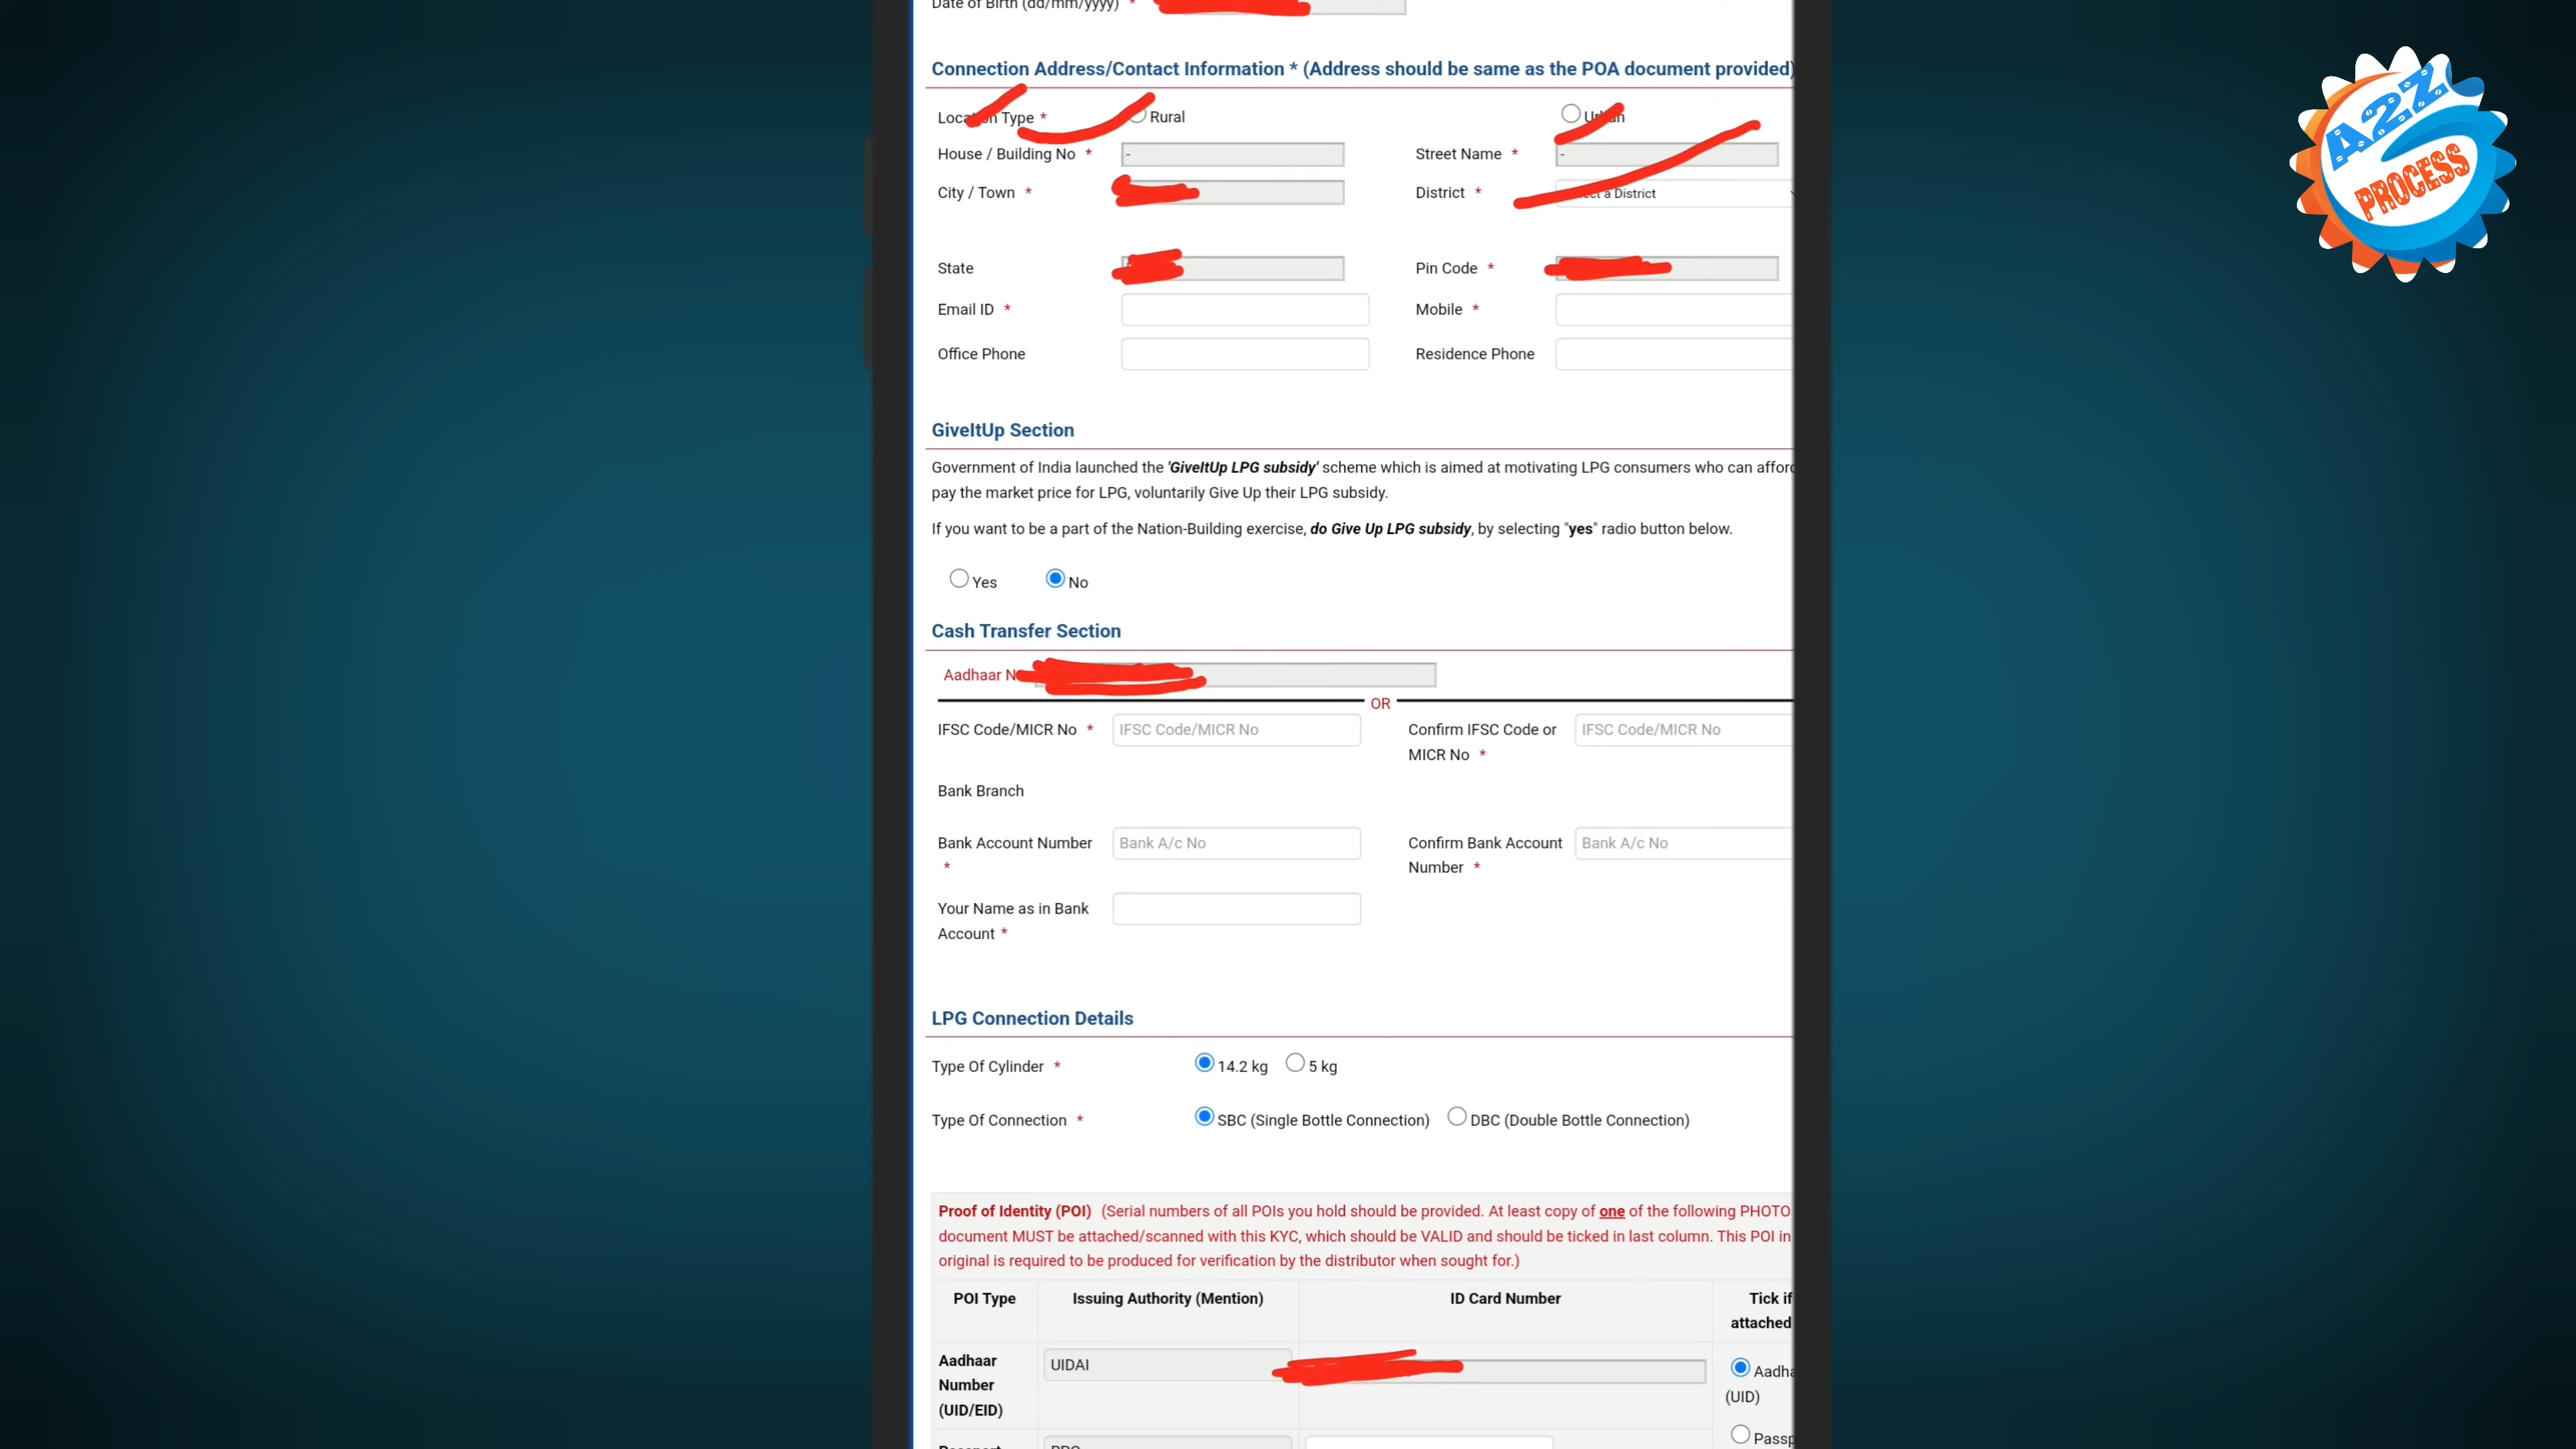 Date of Birth (dd/mm/yyyy) *
Connection Address/Contact Information * (Address should be same as the POA document provided)
Type * Rural
House / Building No * - Street Name * -
City / Town * District * a District
State Pin Code *
Email ID * Mobile *
Office Phone Residence Phone
GiveItUp Section
Government of India launched the 'GiveItUp LPG subsidy' scheme which is aimed at motivating LPG consumers who can
pay the market price for LPG, voluntarily Give Up their LPG subsidy.
If you want to be a part of the Nation-Building exercise, do Give Up LPG subsidy, by selecting "yes" radio button below.
Yes No
Cash Transfer Section
Aadhaar
OR
IFSC Code/MICR No * IFSC Code/MICR No Confirm IFSC Code or IFSC Code/MICR No
MICR No *
Bank Branch
Bank Account Number Bank A/c No Confirm Bank Account Bank A/c No
* Number *
Your Name as in Bank
Account *
LPG Connection Details
Type Of Cylinder * 14.2 kg 5 kg
Type Of Connection * SBC (Single Bottle Connection) DBC (Double Bottle Connection)
Proof of Identity (POI) (Serial numbers of all POIs you hold should be provided. At least copy of one of the following PHOTO
document MUST be attached/scanned with this KYC, which should be VALID and should be ticked in last column. This POI in
original is required to be produced for verification by the distributor when sought for.)
POI Type Issuing Authority (Mention) ID Card Number Tick if
attached
Aadhaar UIDAI
Number
(UID/EID)
(UID)
A2Z
PROCESS